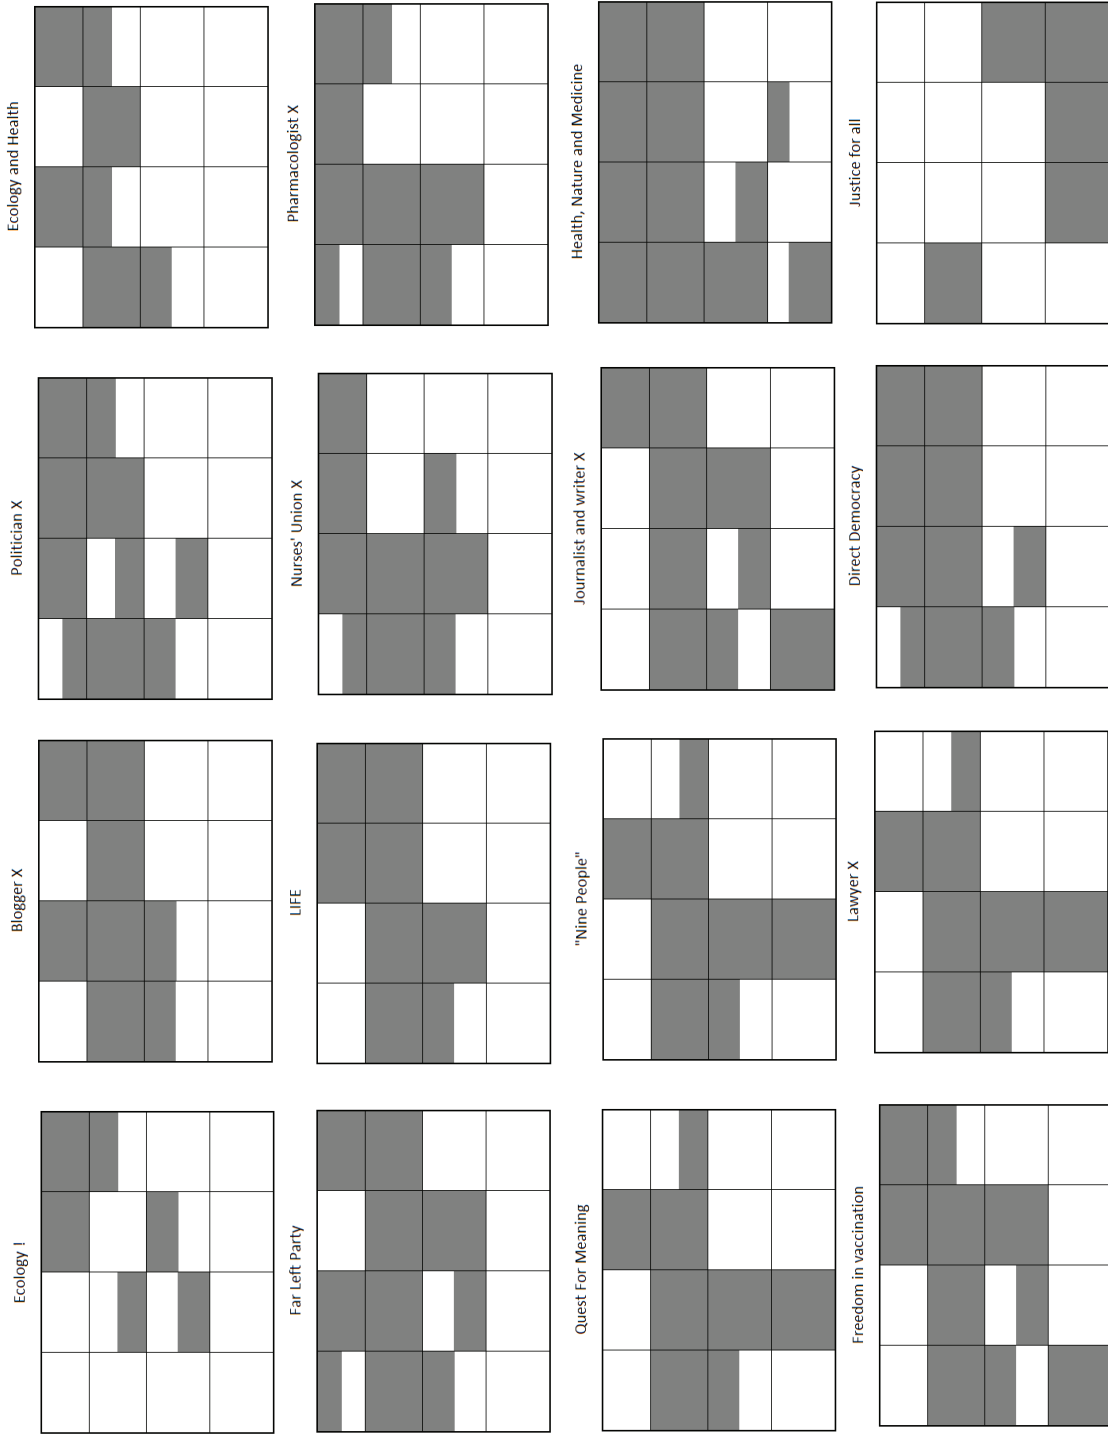 Ecology !
Blogger X
Politician X
Ecology and Health
Far Left Party
LIFE
Nurses' Union X
Pharmacologist X
Quest For Meaning
"Nine People"
Journalist and writer X
Health, Nature and Medicine
Freedom in vaccination
Lawyer X
Direct Democracy
Justice for all